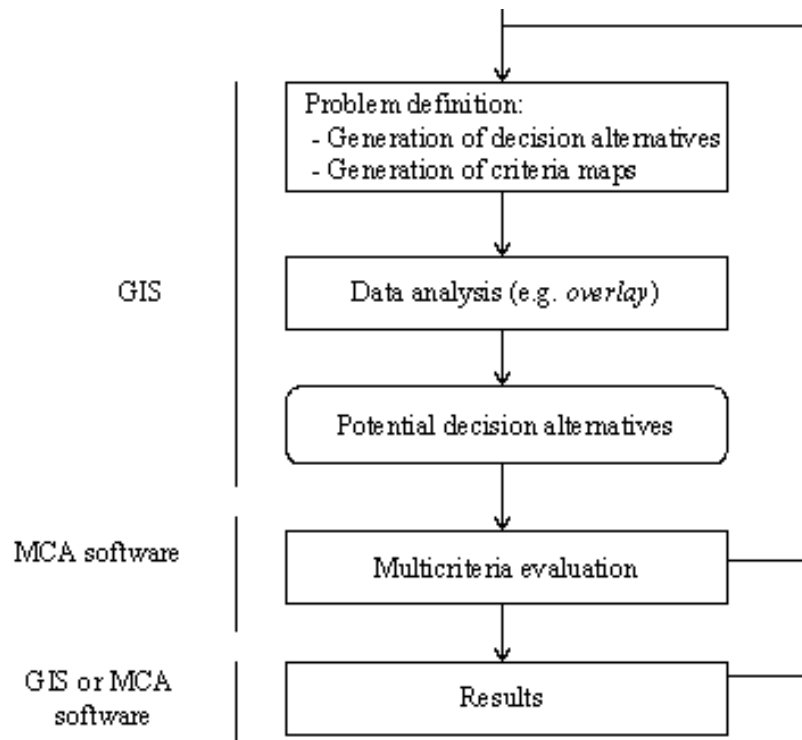 Problem definition:
- Generation of decision alternatives
- Generation of criteria maps
GIS
Data analysis (e.g. overlay)
Potential decision alternatives
MCA software
Multicriteria evaluation
GIS or MCA
software
Results